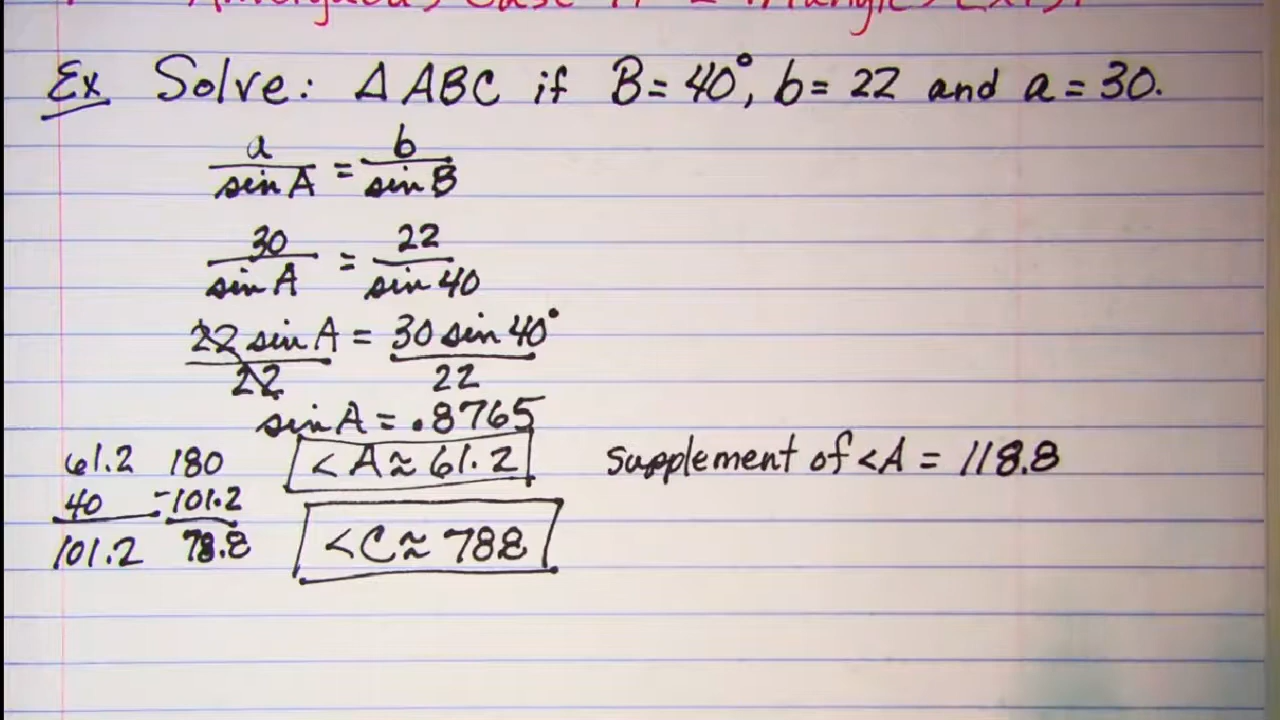 Ex Solve: △ABC if B=40°, b=22 and a=30.
a / sin A = b / sin B
30 / sin A = 22 / sin 40
22 sin A / 22 = 30 sin 40° / 22
sin A = .8765
61.2 180 <A≈61.2 supplement of <A = 118.8
40 -101.2
101.2 78.8 <C≈788